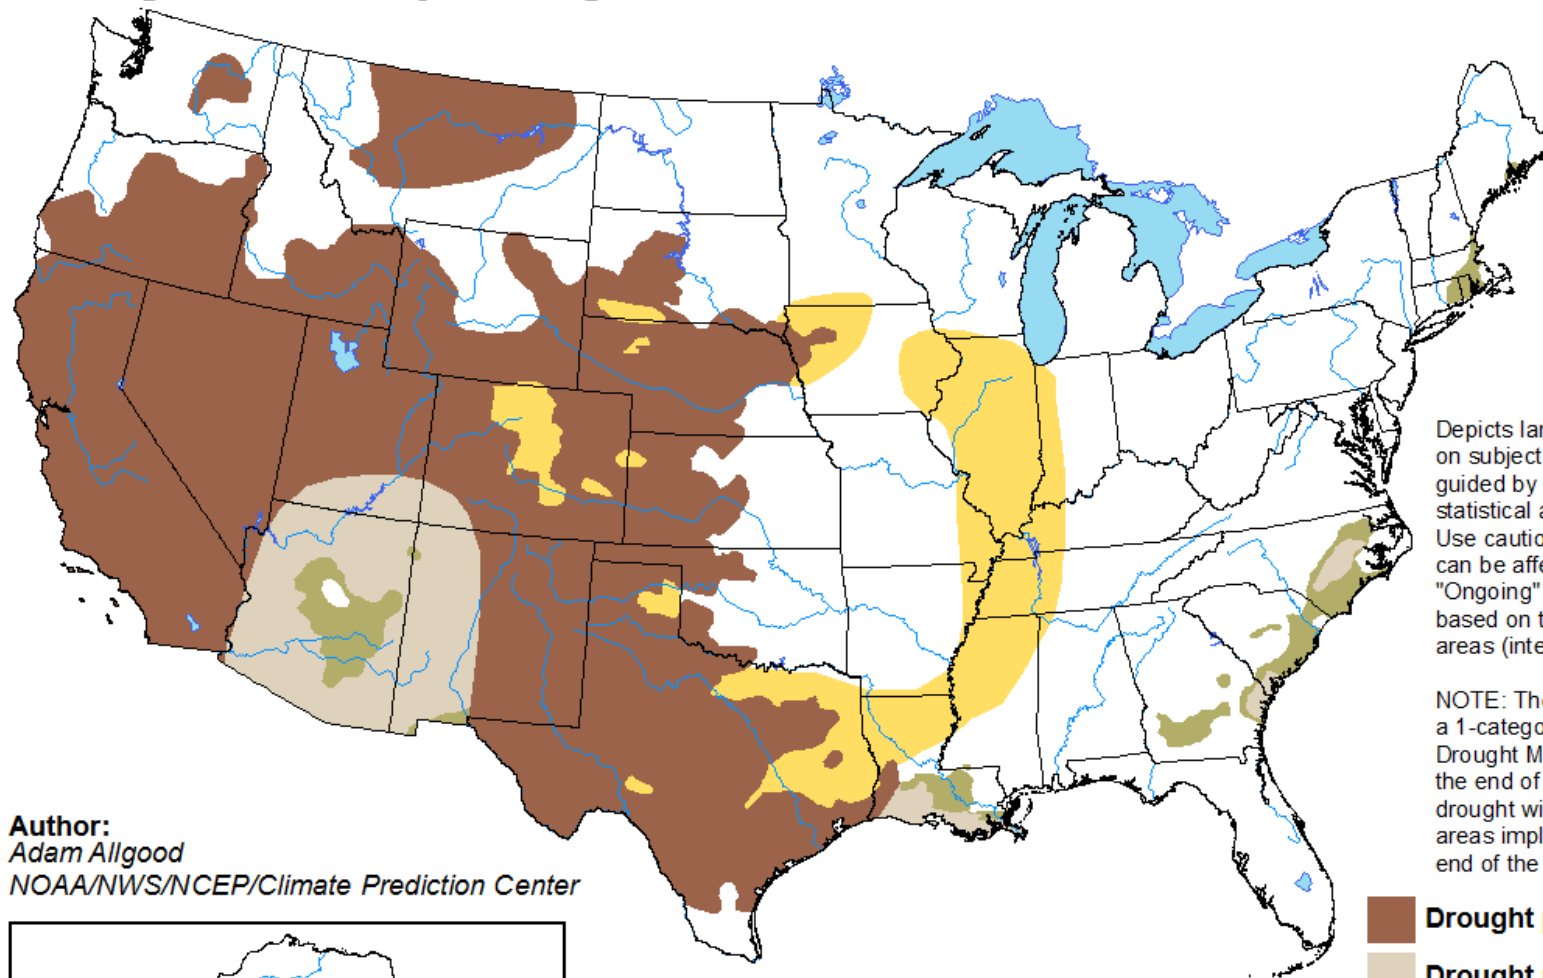 Depicts lar
on subject
guided by
statistical a
Use cautio
can be affe
"Ongoing"
based on t
areas (inte
NOTE: The
a 1-catego
Drought M
the end of
drought wi
areas impl
end of the
Author:
Adam Allgood
NOAA/NWS/NCEP/Climate Prediction Center
Drought p
Drought